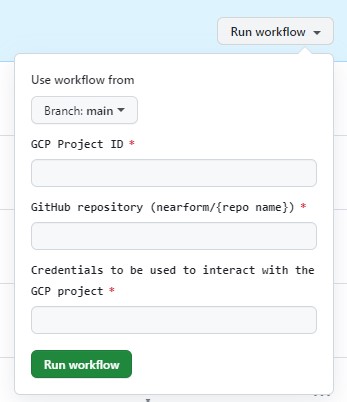 Run workflow
Use workflow from
Branch: main
GCP Project ID *
GitHub repository (nearform/{repo name}) *
Credentials to be used to interact with the
GCP project *
Run workflow